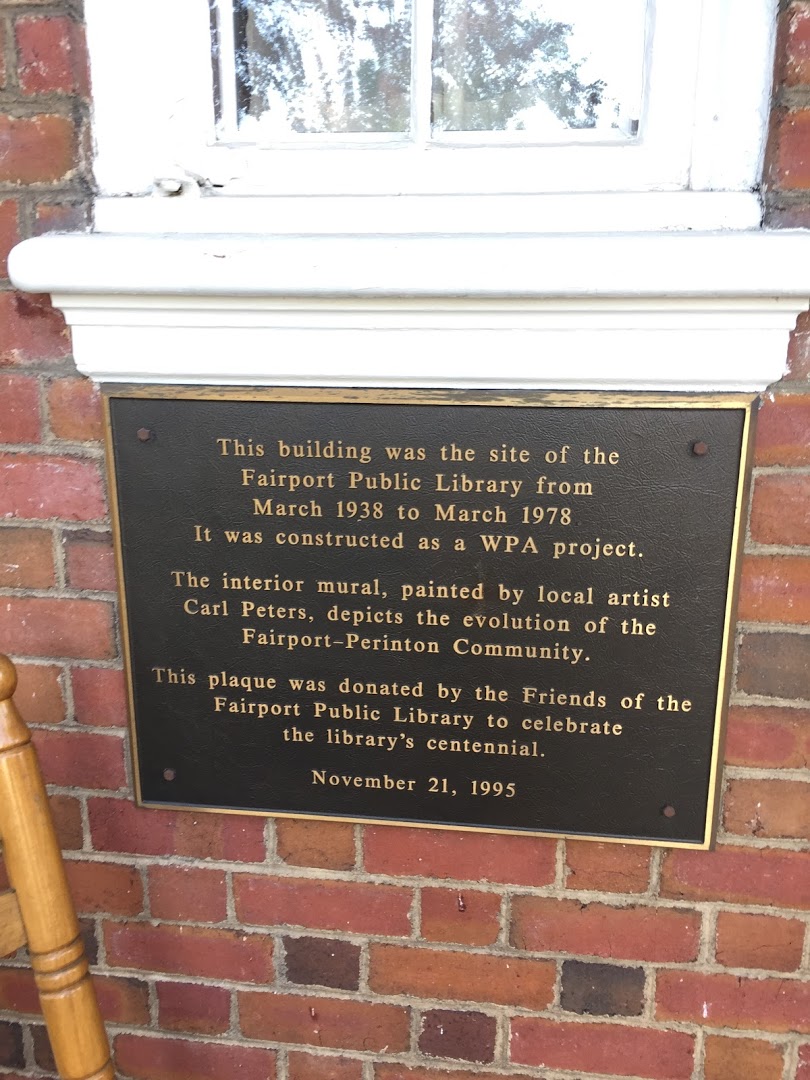 This building was the site of the
Fairport Public Library from
March 1938 to March 1978
It was constructed as a WPA project.
The interior mural, painted by local artist
Carl Peters, depicts the evolution of the
Fairport–Perinton Community.
This plaque was donated by the Friends of the
Fairport Public Library to celebrate
the library's centennial.
November 21, 1995